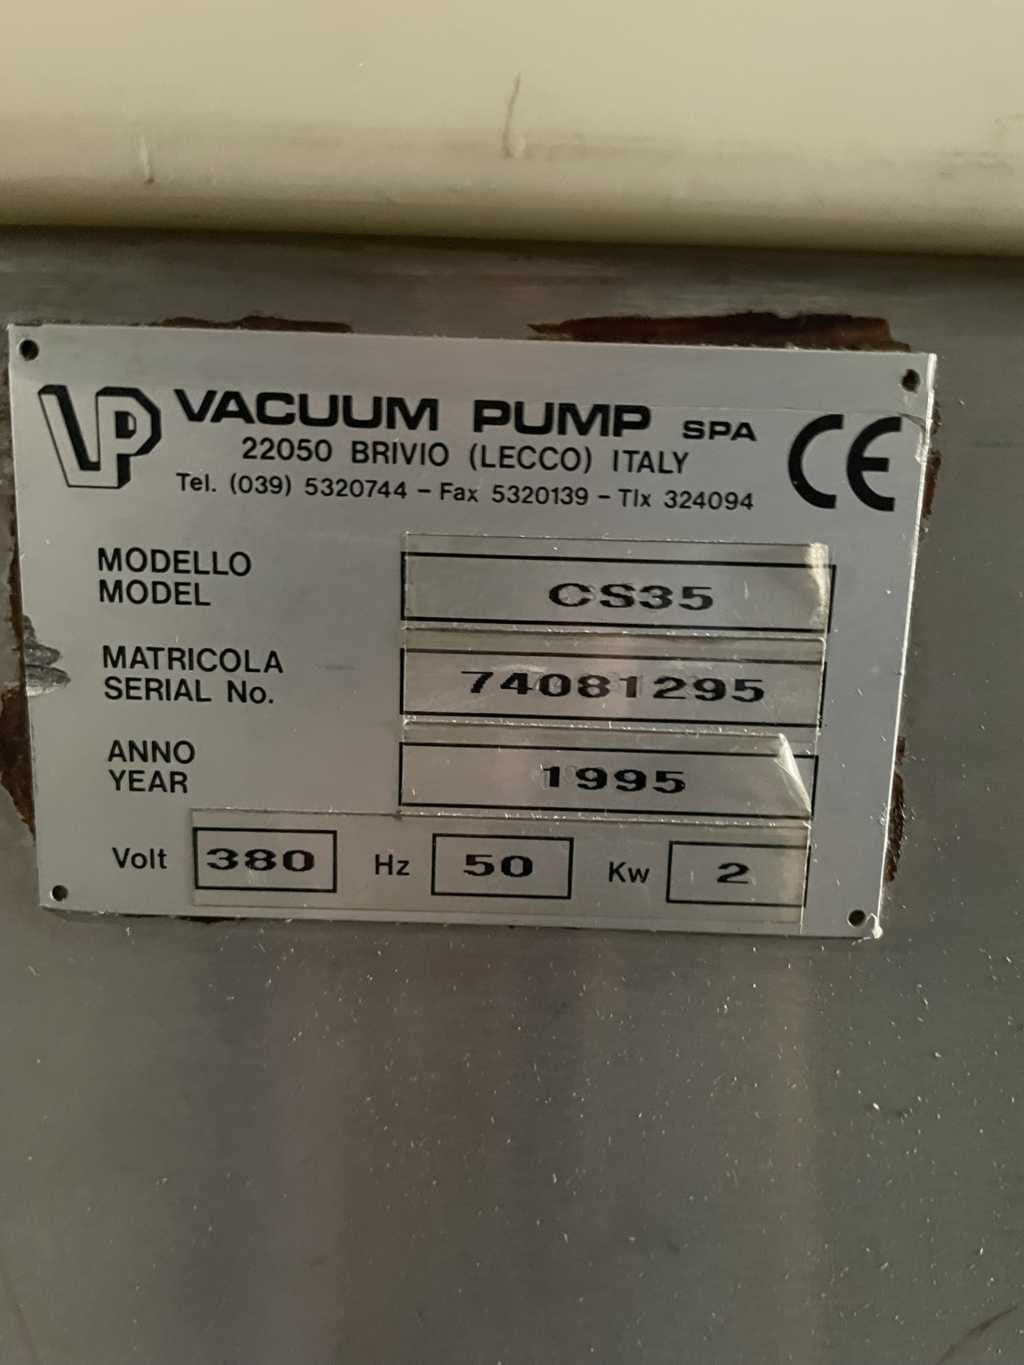 VP VACUUM PUMP SPA
22050 BRIVIO (LECCO) ITALY
Tel. (039) 5320744 - Fax 5320139 - Tlx 324094
CE
MODELLO
MODEL
CS35
MATRICOLA
SERIAL No.
74081295
ANNO
YEAR
1995
Volt 380 Hz 50 Kw 2